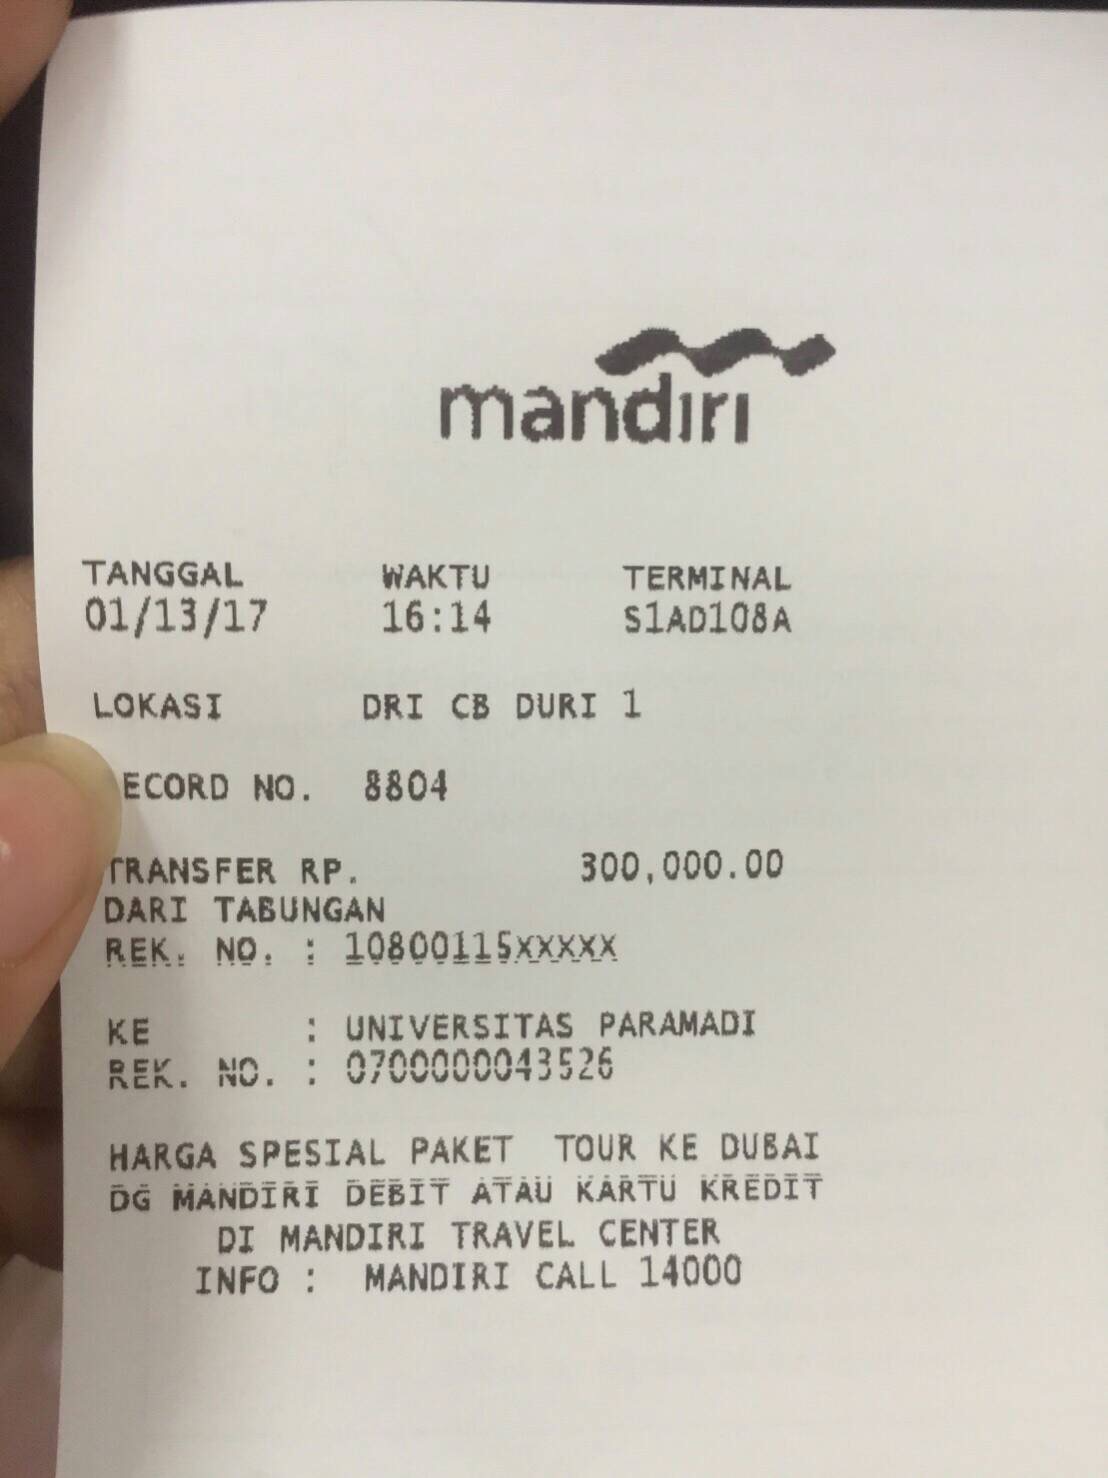 mandırı
TANGGAL WAKTU TERMINAL
01/13/17 16:14 S1AD108A
LOKASI DRI CB DURI 1
ECORD NO. 8804
TRANSFER RP. 300,000.00
DARI TABUNGAN
REK. NO. : 10800115XXXXX
KE : UNIVERSITAS PARAMADI
REK. NO. : 0700000043526
HARGA SPESIAL PAKET TOUR KE DUBAI
DG MANDIRI DEBIT ATAU KARTU KREDIT
DI MANDIRI TRAVEL CENTER
INFO : MANDIRI CALL 14000